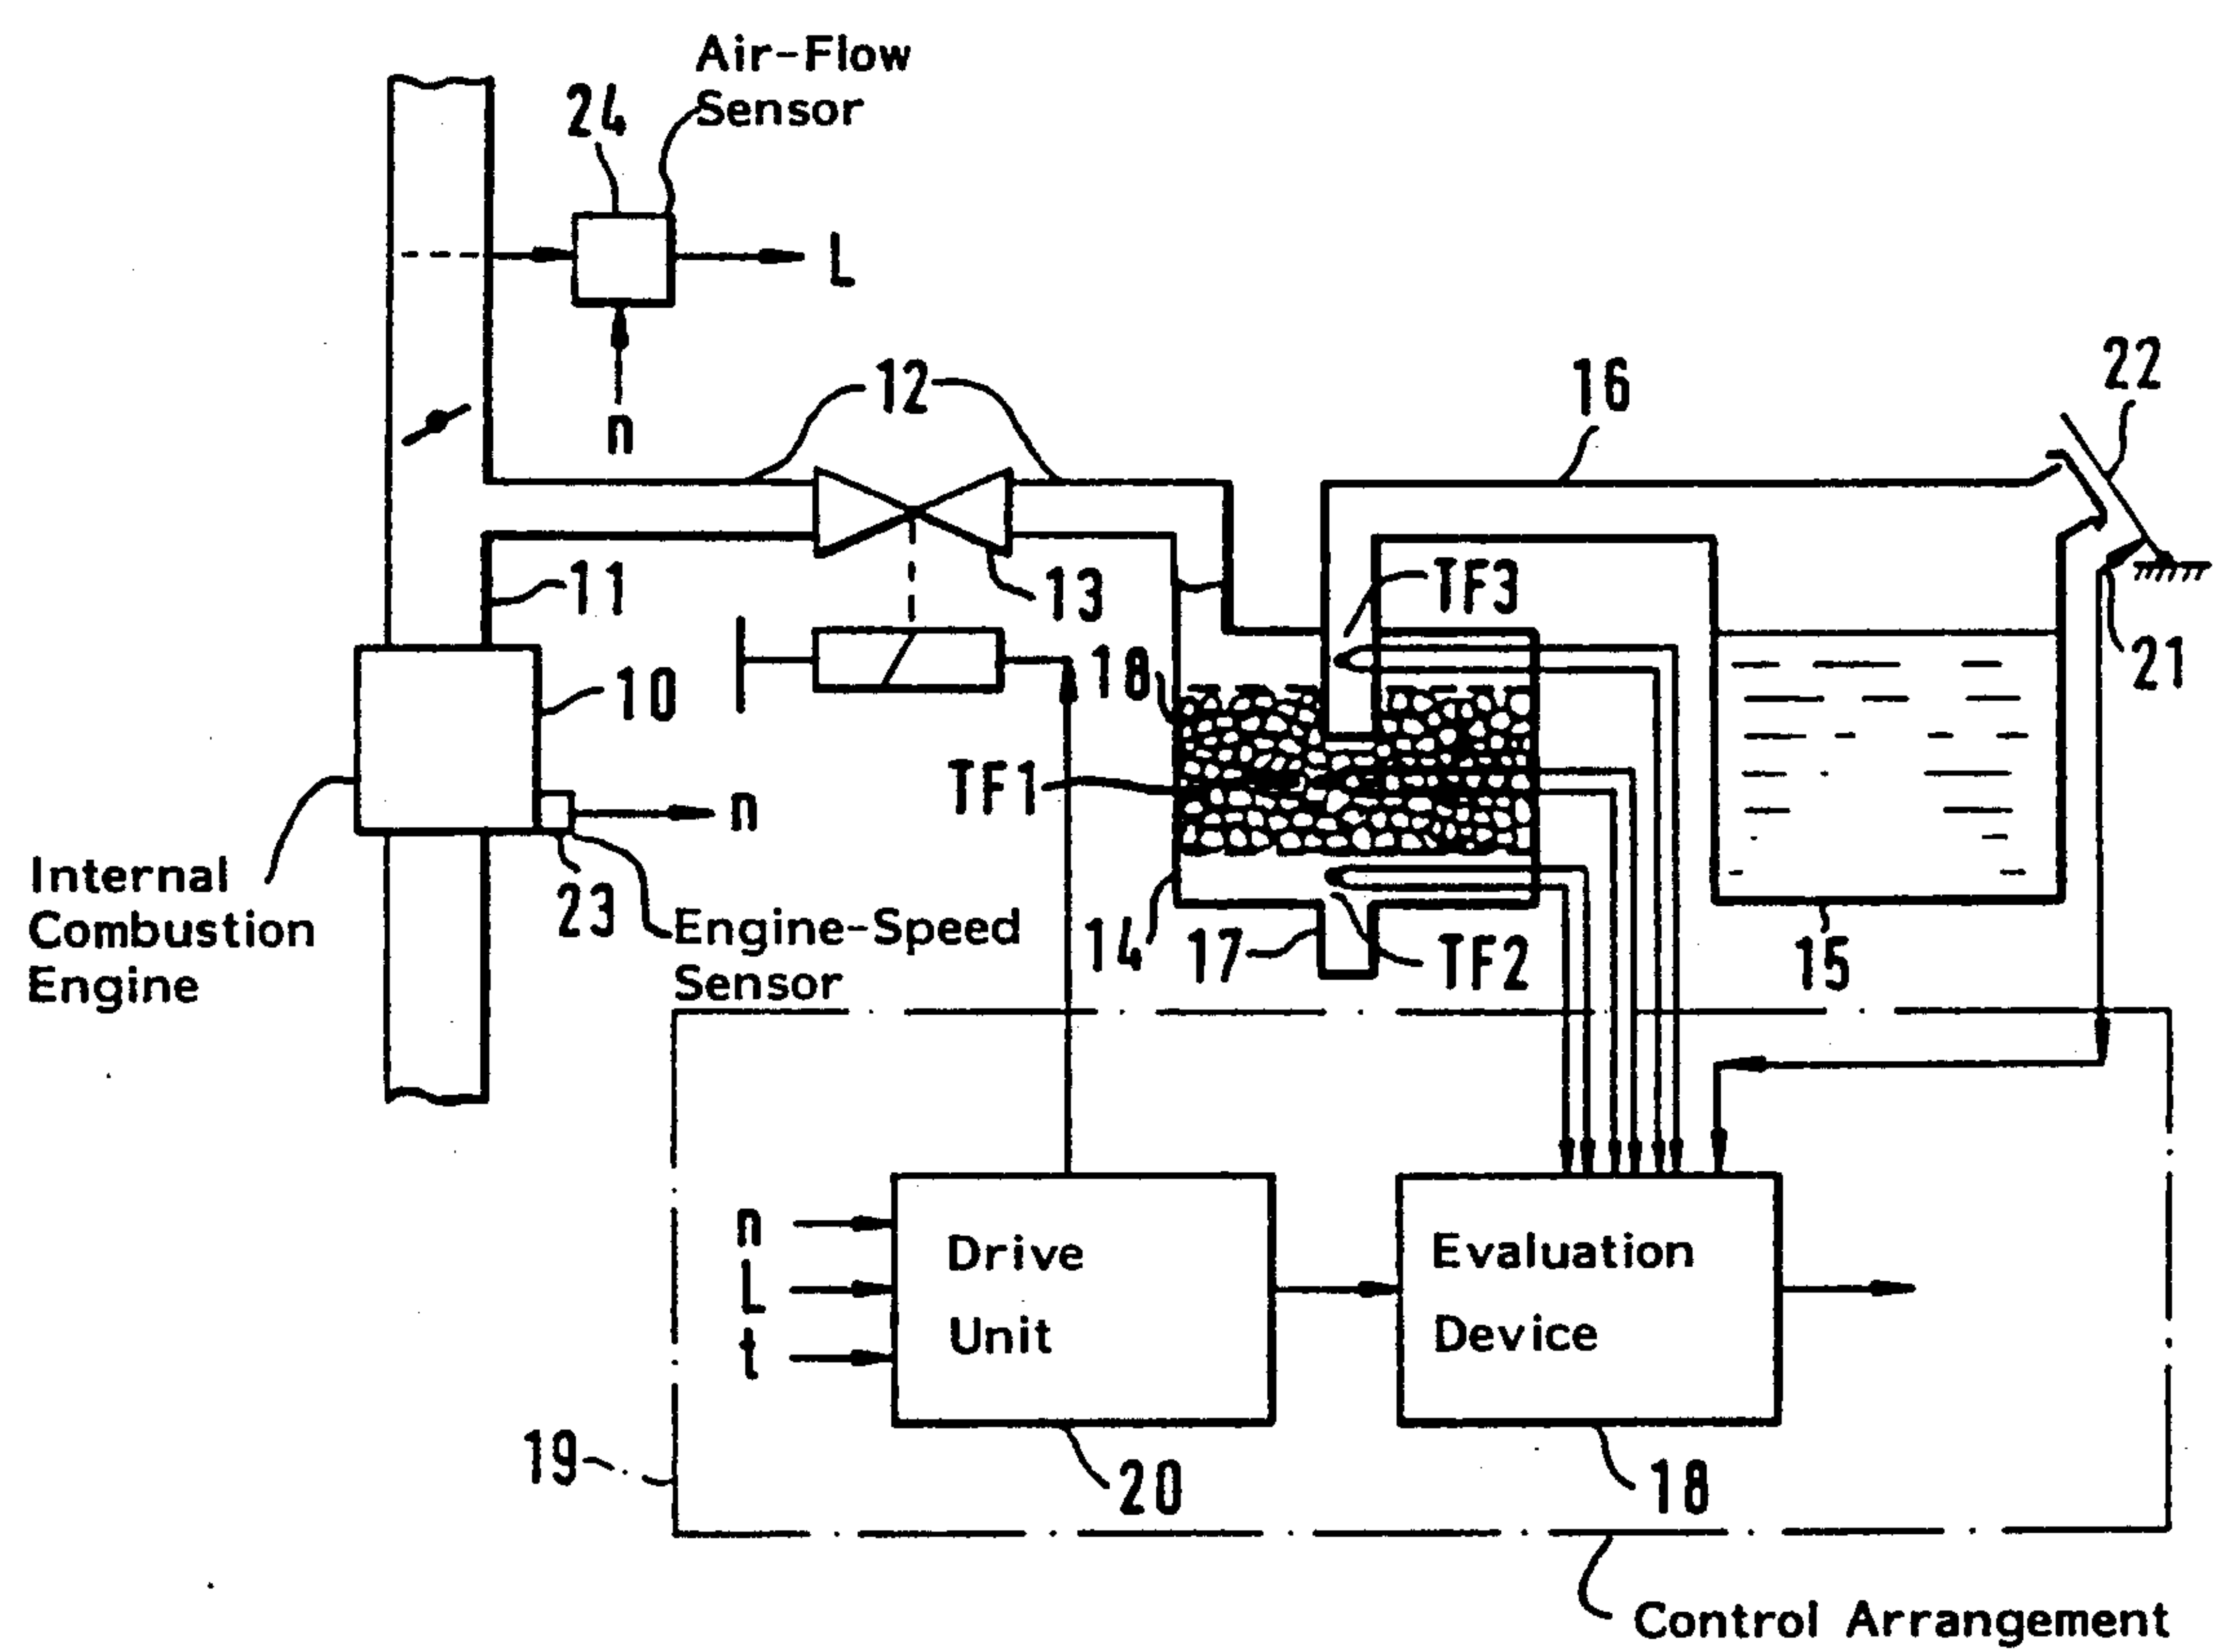 Air-Flow
Sensor
24
L
n
22
16
12
11
13
TF3
21
18
10
TF1
n
Internal
Combustion
Engine
23
Engine-Speed
Sensor
14
17
TF2
15
n
L
t
Drive
Unit
Evaluation
Device
19
20
18
Control Arrangement